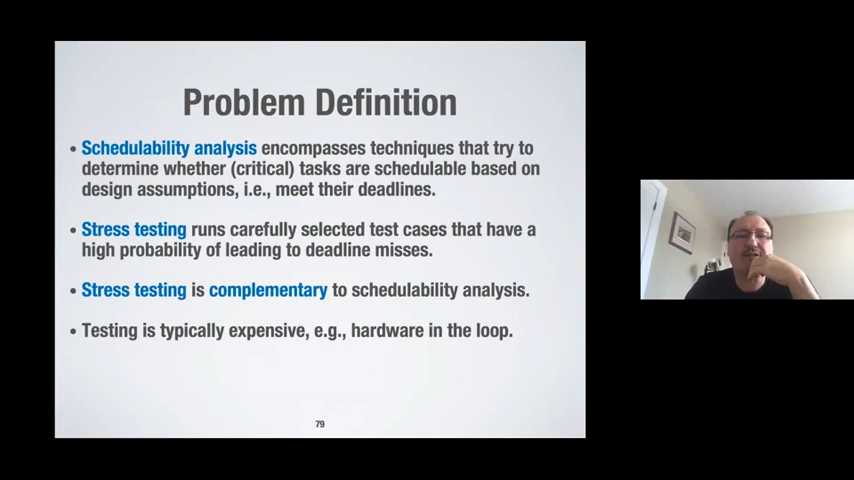 Problem Definition
• Schedulability analysis encompasses techniques that try to
determine whether (critical) tasks are schedulable based on
design assumptions, i.e., meet their deadlines.
• Stress testing runs carefully selected test cases that have a
high probability of leading to deadline misses.
• Stress testing is complementary to schedulability analysis.
• Testing is typically expensive, e.g., hardware in the loop.
79